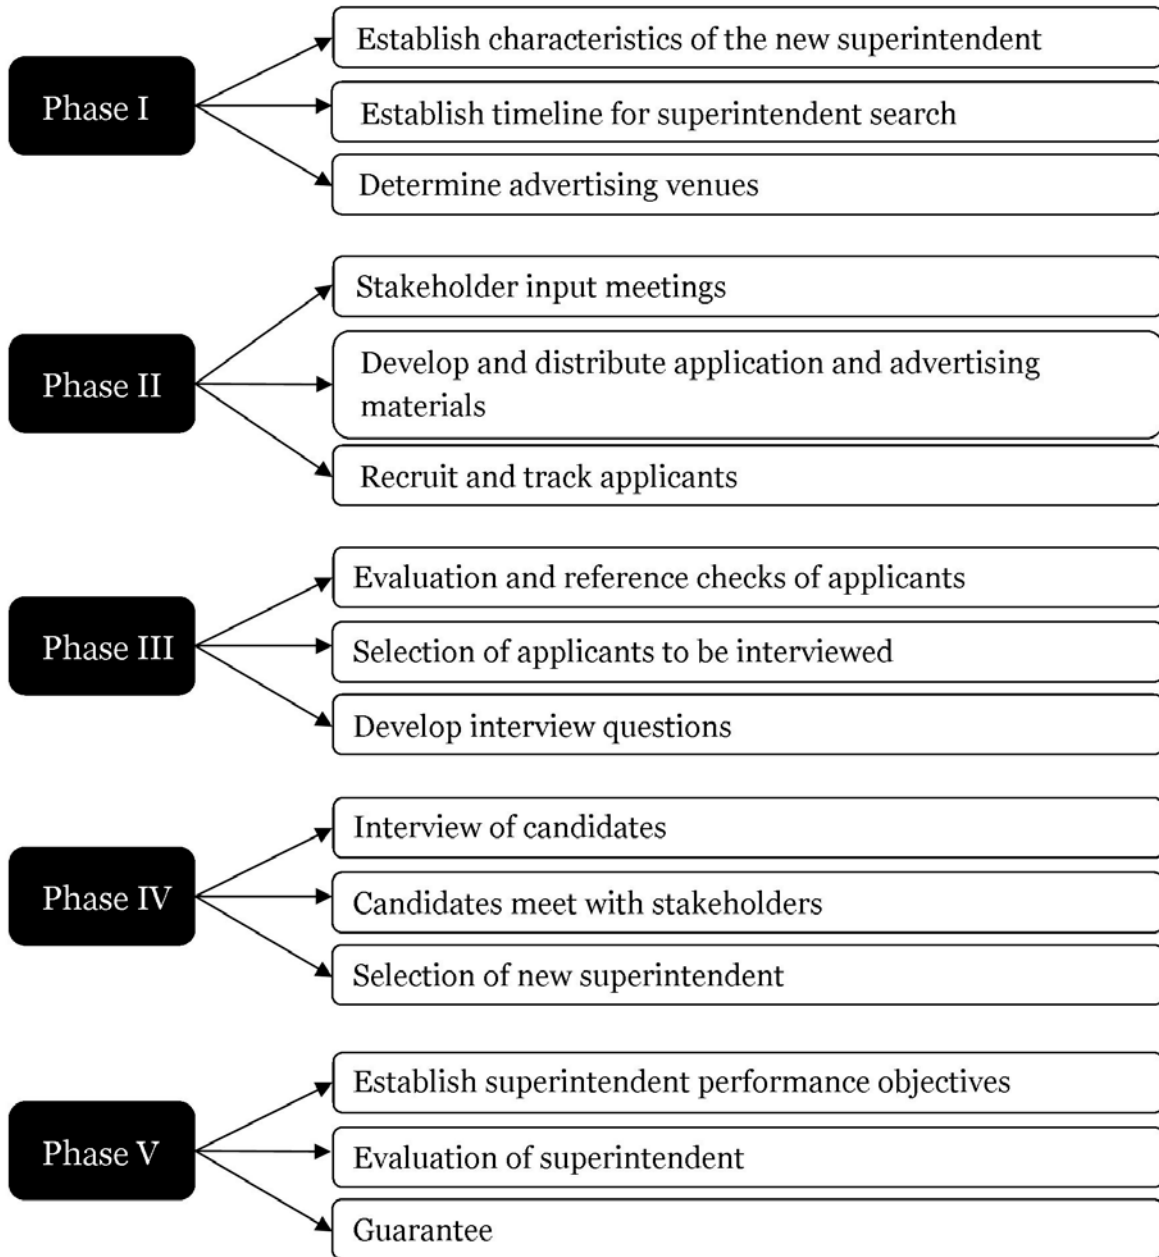 Phase I
Establish characteristics of the new superintendent
Establish timeline for superintendent search
Determine advertising venues
Phase II
Stakeholder input meetings
Develop and distribute application and advertising
materials
Recruit and track applicants
Phase III
Evaluation and reference checks of applicants
Selection of applicants to be interviewed
Develop interview questions
Phase IV
Interview of candidates
Candidates meet with stakeholders
Selection of new superintendent
Phase V
Establish superintendent performance objectives
Evaluation of superintendent
Guarantee